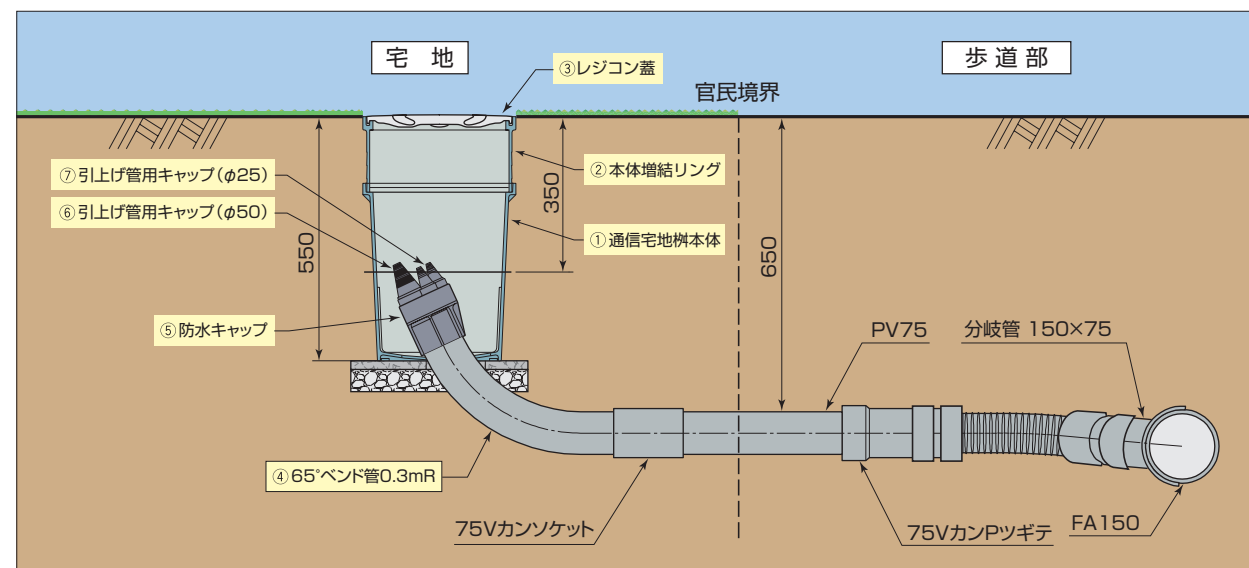 宅 地
歩道部
③レジコン蓋
官民境界
⑦引上げ管用キャップ(φ25)
②本体増結リング
⑥引上げ管用キャップ(φ50)
①通信宅地桝本体
350
550
650
⑤防水キャップ
PV75
分岐管 150×75
④65°ベンド管0.3mR
75Vカンソケット
75VカンPツギテ
FA150